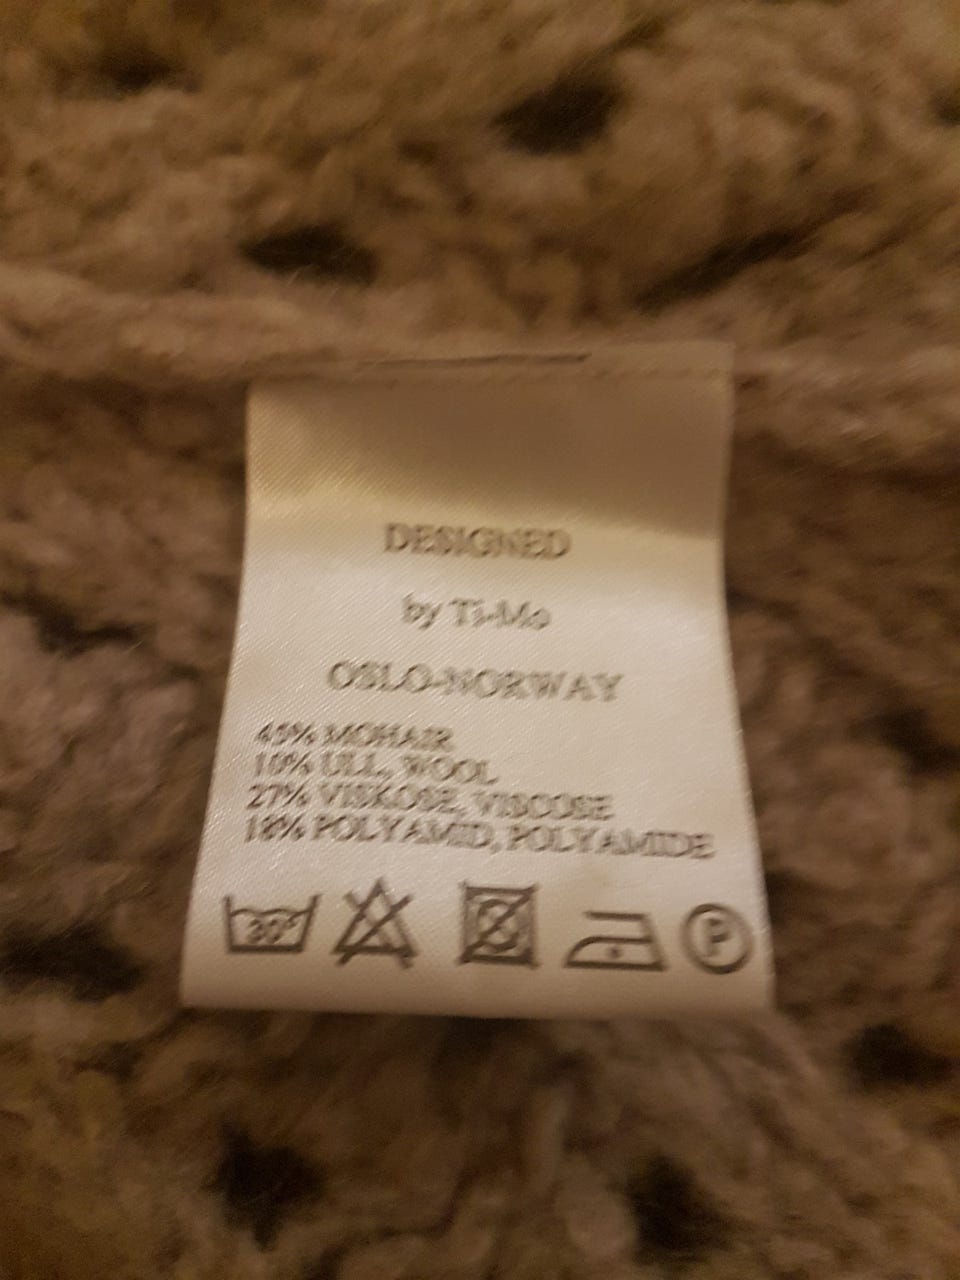 DESIGNED
by Ti-Mo
OSLO-NORWAY
45% MOHAIR
10% ULL, WOOL
27% VISKOSE, VISCOSE
18% POLYAMID, POLYAMIDE
30°
P